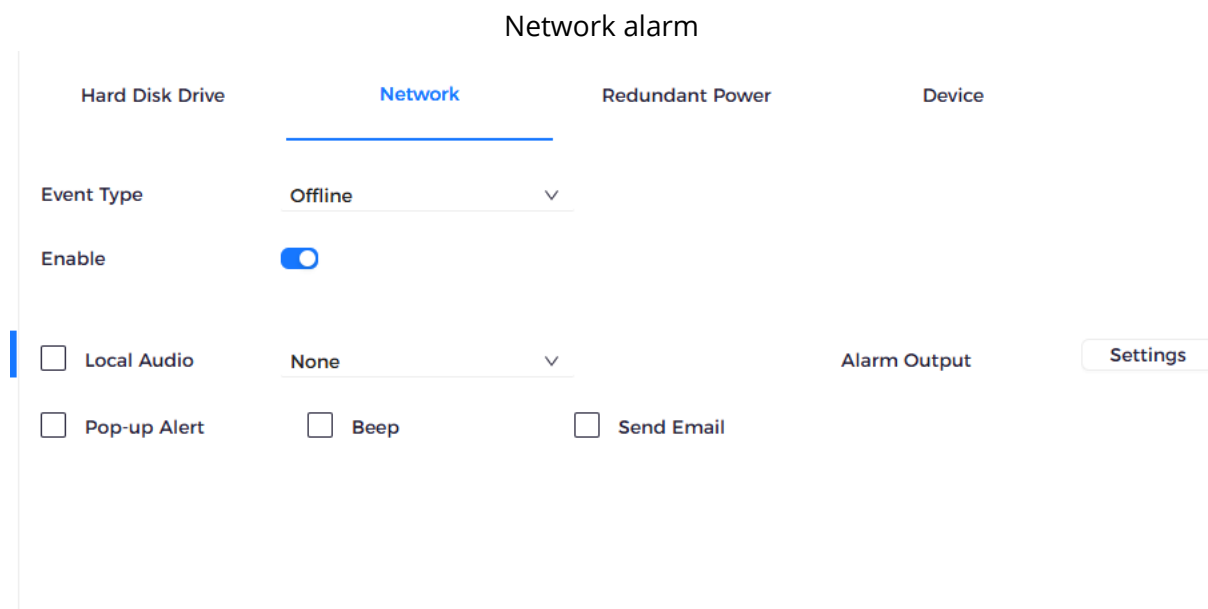 Network alarm
Hard Disk Drive Network Redundant Power Device
Event Type Offline
Enable
Local Audio None Alarm Output Settings
Pop-up Alert Beep Send Email